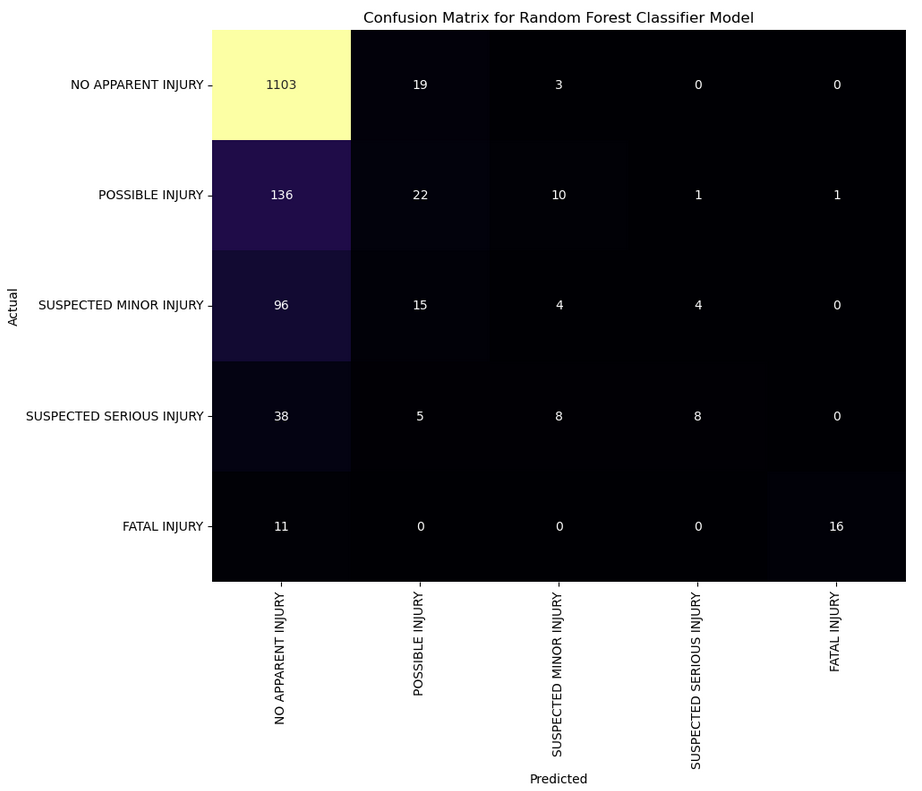 Confusion Matrix for Random Forest Classifier Model
NO APPARENT INJURY
1103 19 3 0 0
POSSIBLE INJURY
136 22 10 1 1
SUSPECTED MINOR INJURY
96 15 4 4 0
SUSPECTED SERIOUS INJURY
38 5 8 8 0
FATAL INJURY
11 0 0 0 16
Actual
NO APPARENT INJURY
POSSIBLE INJURY
SUSPECTED MINOR INJURY
SUSPECTED SERIOUS INJURY
FATAL INJURY
Predicted